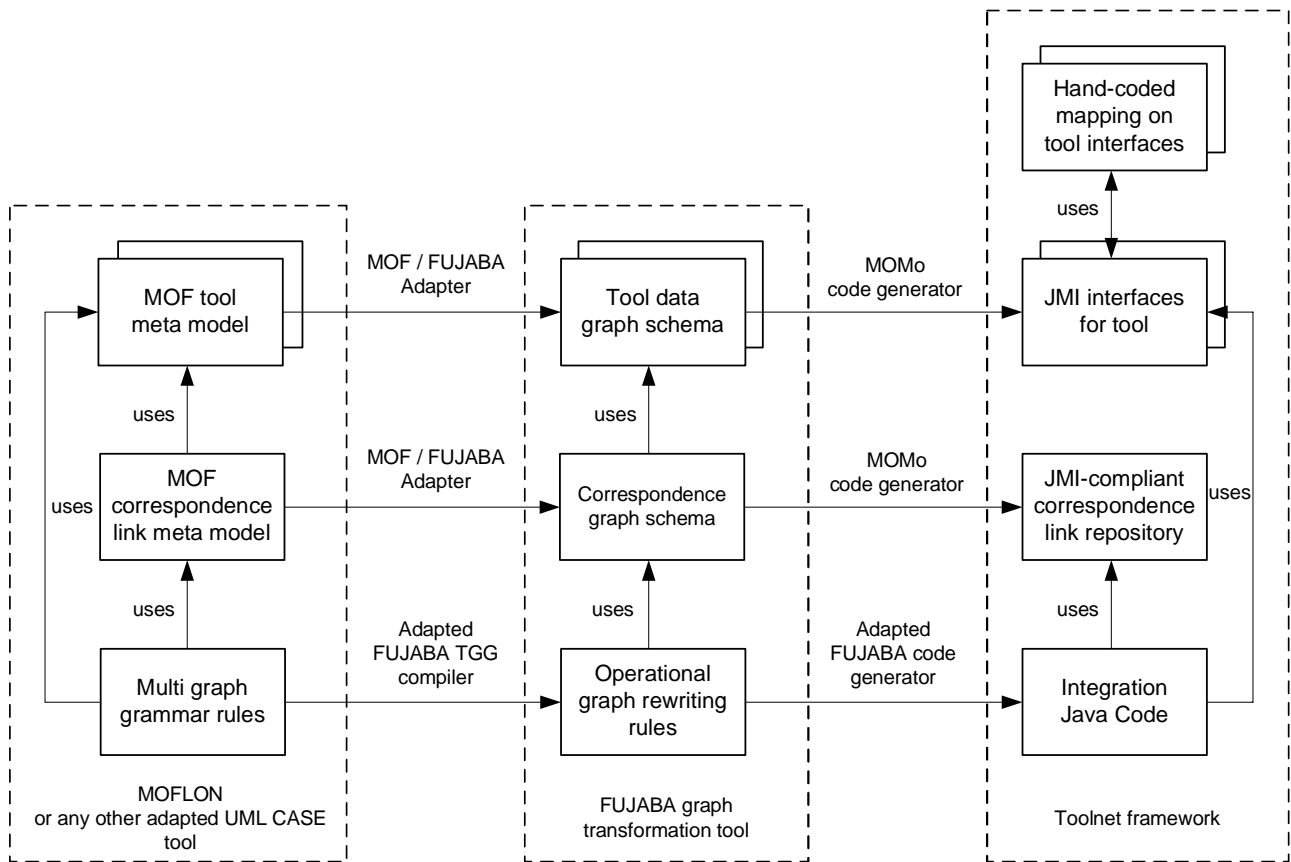 Hand-coded
mapping on
tool interfaces
uses
MOF tool
meta model
MOF / FUJABA
Adapter
Tool data
graph schema
MOMo
code generator
JMI interfaces
for tool
uses
uses
MOF
correspondence
link meta model
MOF / FUJABA
Adapter
Correspondence
graph schema
MOMo
code generator
JMI-compliant
correspondence
link repository
uses
uses
uses
uses
uses
Multi graph
grammar rules
Adapted
FUJABA TGG
compiler
Operational
graph rewriting
rules
Adapted
FUJABA code
generator
Integration
Java Code
MOFLON
or any other adapted UML CASE
tool
FUJABA graph
transformation tool
Toolnet framework